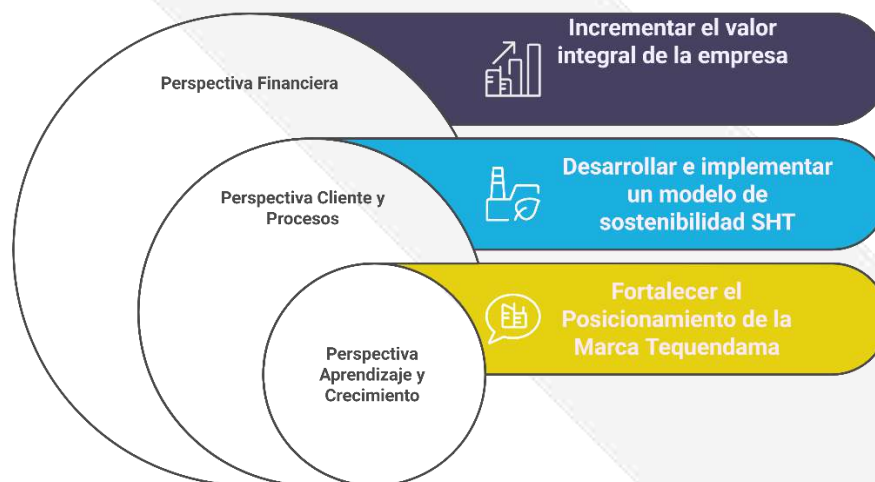 Incrementar el valor
integral de la empresa
Perspectiva Financiera
Desarrollar e implementar
un modelo de
sostenibilidad SHT
Perspectiva Cliente y
Procesos
Fortalecer el
Posicionamiento de la
Marca Tequendama
Perspectiva
Aprendizaje y
Crecimiento